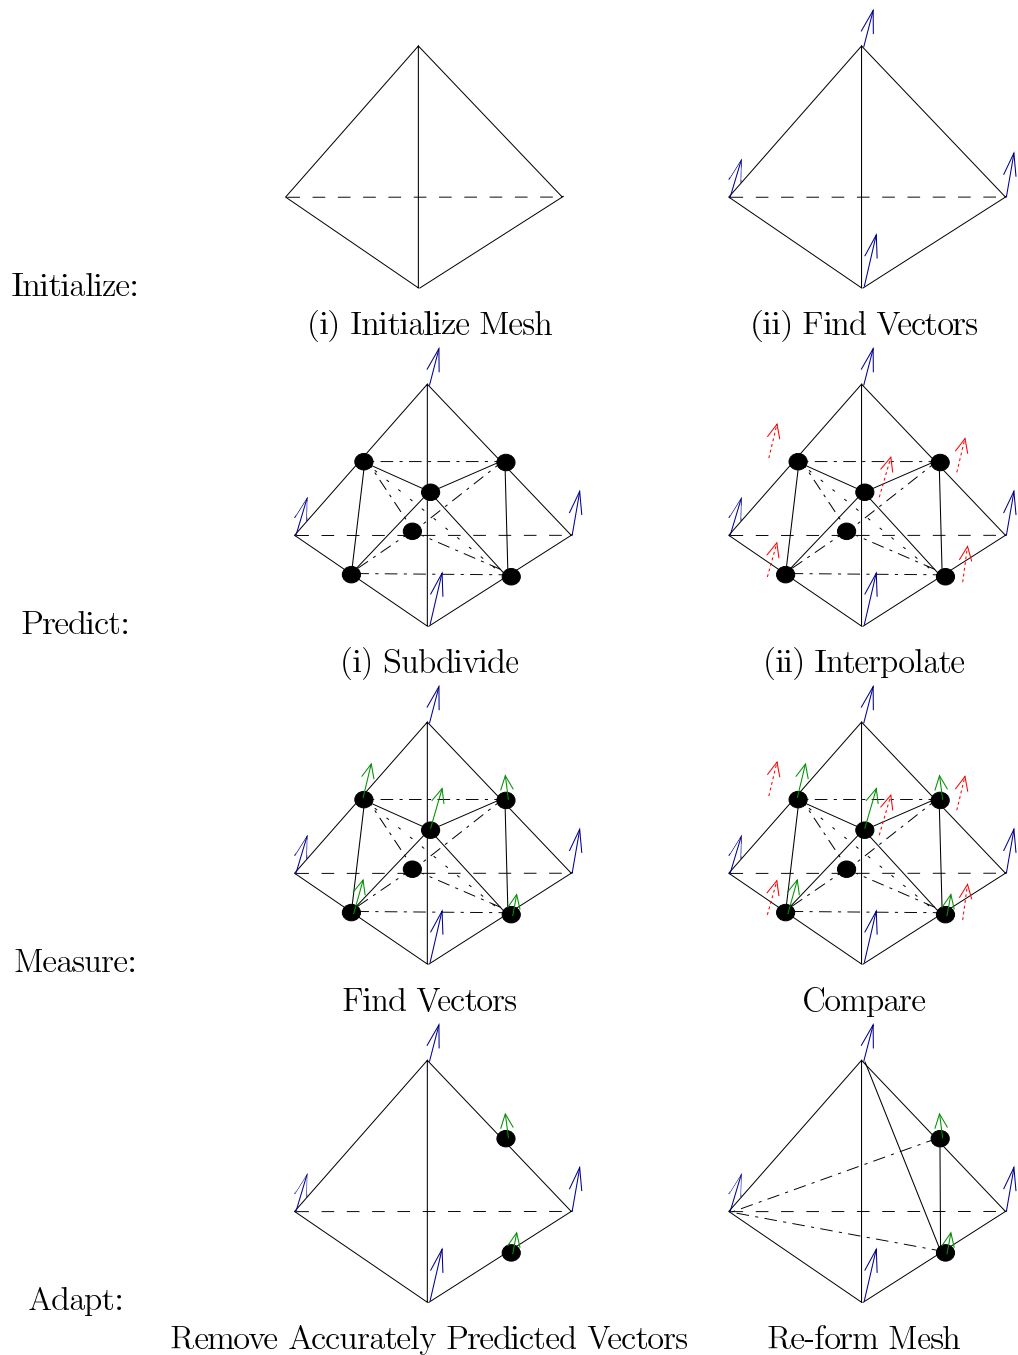 Initialize:
(i) Initialize Mesh
(ii) Find Vectors
Predict:
(i) Subdivide
(ii) Interpolate
Measure:
Find Vectors
Compare
Adapt:
Remove Accurately Predicted Vectors
Re-form Mesh